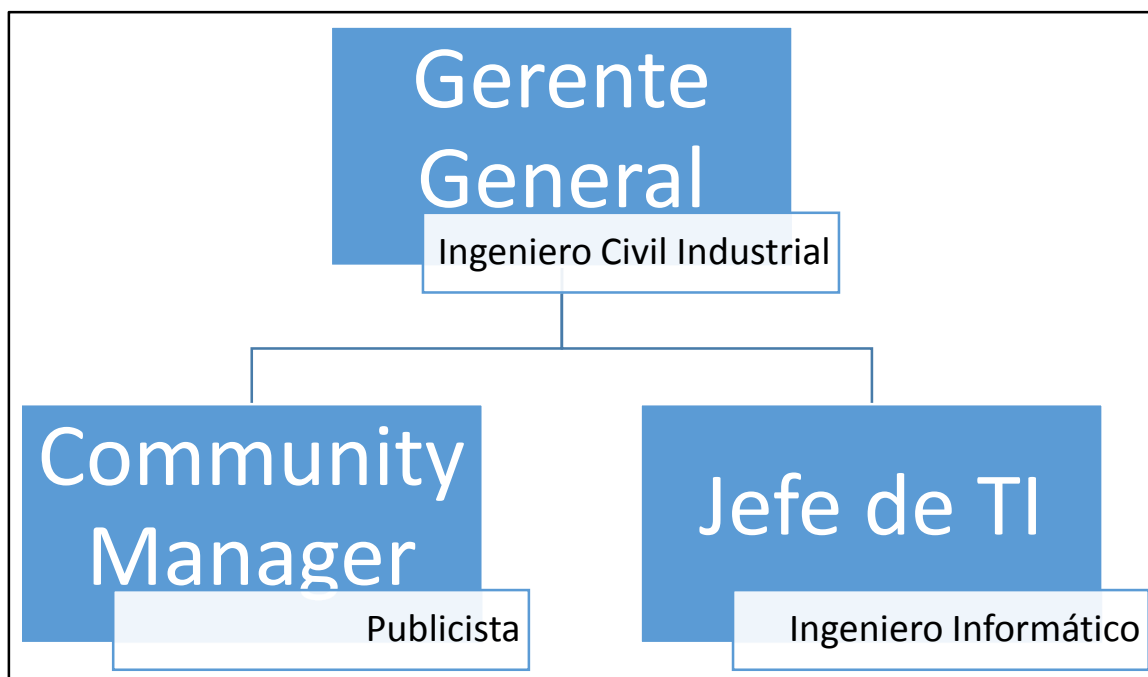 Gerente
General
Ingeniero Civil Industrial
Community
Manager
Publicista
Jefe de TI
Ingeniero Informático